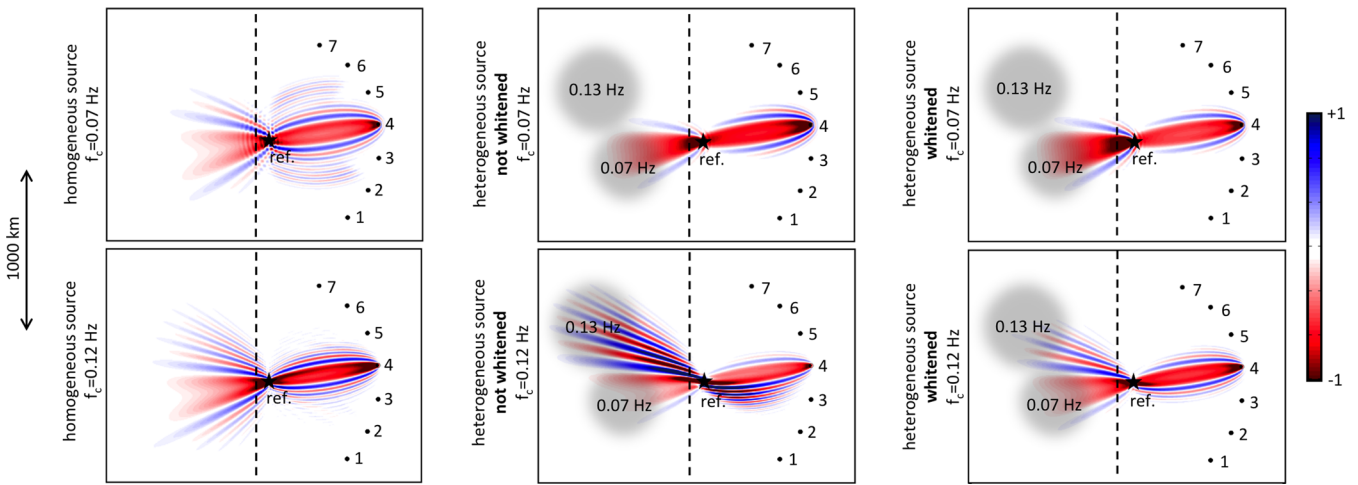 homogeneous source
f_c=0.07 Hz
7
6
5
4
3
2
1
ref.
heterogeneous source
not whitened
f_c=0.07 Hz
0.13 Hz
0.07 Hz
7
6
5
4
3
2
1
ref.
heterogeneous source
whitened
f_c=0.07 Hz
0.13 Hz
0.07 Hz
7
6
5
4
3
2
1
ref.
1000 km
+1
-1
homogeneous source
f_c=0.12 Hz
7
6
5
4
3
2
1
ref.
heterogeneous source
not whitened
f_c=0.12 Hz
0.13 Hz
0.07 Hz
7
6
5
4
3
2
1
ref.
heterogeneous source
whitened
f_c=0.12 Hz
0.13 Hz
0.07 Hz
7
6
5
4
3
2
1
ref.